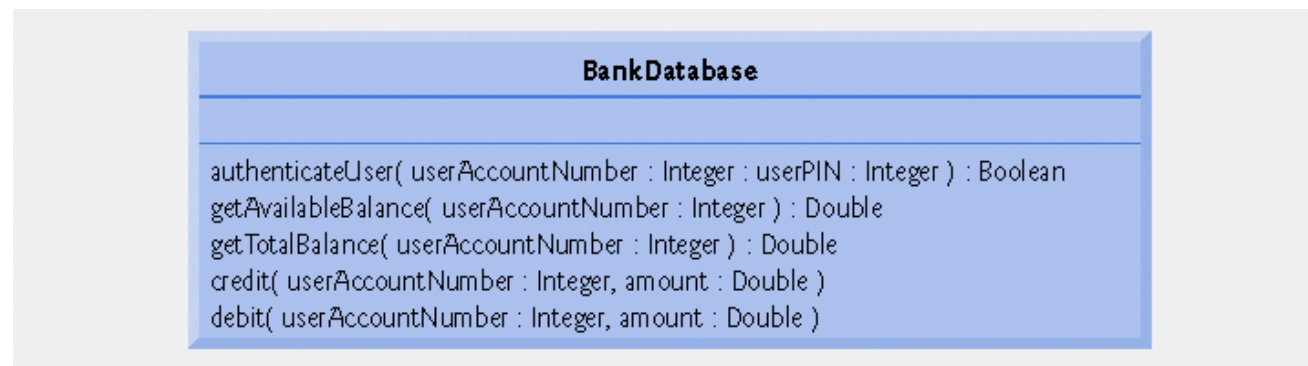 BankDatabase
authenticateUser( userAccountNumber : Integer : userPIN : Integer ) : Boolean
getAvailableBalance( userAccountNumber : Integer ) : Double
getTotalBalance( userAccountNumber : Integer ) : Double
credit( userAccountNumber : Integer, amount : Double )
debit( userAccountNumber : Integer, amount : Double )